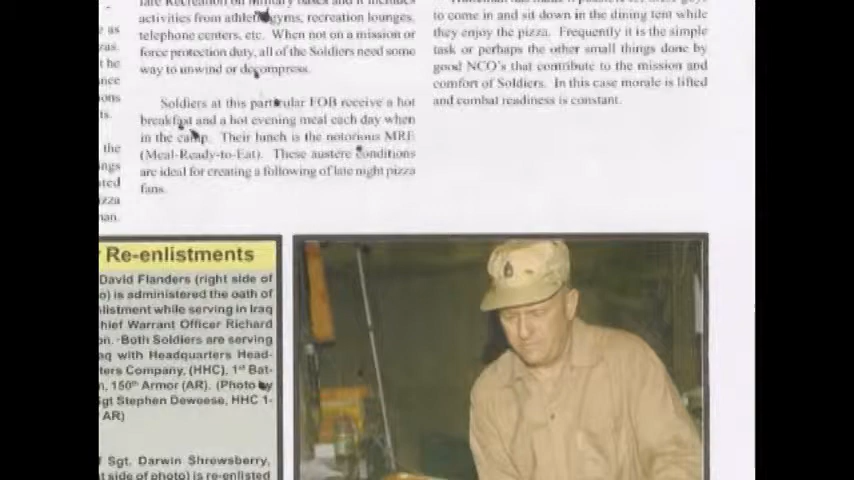 activities from athletic gyms, recreation lounges,
telephone centers, etc. When not on a mission or
force protection duty, all of the Soldiers need some
way to unwind or decompress.
Soldiers at this particular FOB receive a hot
breakfast and a hot evening meal each day when
in the camp. Their lunch is the notorious MRE
(Meal-Ready-to-Eat). These austere conditions
are ideal for creating a following of late night pizza
fans.
to come in and sit down in the dining tent while
they enjoy the pizza. Frequently it is the simple
task or perhaps the other small things done by
good NCO's that contribute to the mission and
comfort of Soldiers. In this case morale is lifted
and combat readiness is constant.
Re-enlistments
David Flanders (right side of
o) is administered the oath of
listment while serving in Iraq
hief Warrant Officer Richard
on. Both Soldiers are serving
aq with Headquarters Head-
ters Company, (HHC), 1st Bat-
n, 150th Armor (AR). (Photo by
gt Stephen Deweese, HHC 1-
AR)
Sgt. Darwin Shrewsberry,
t side of photo) is re-enlisted